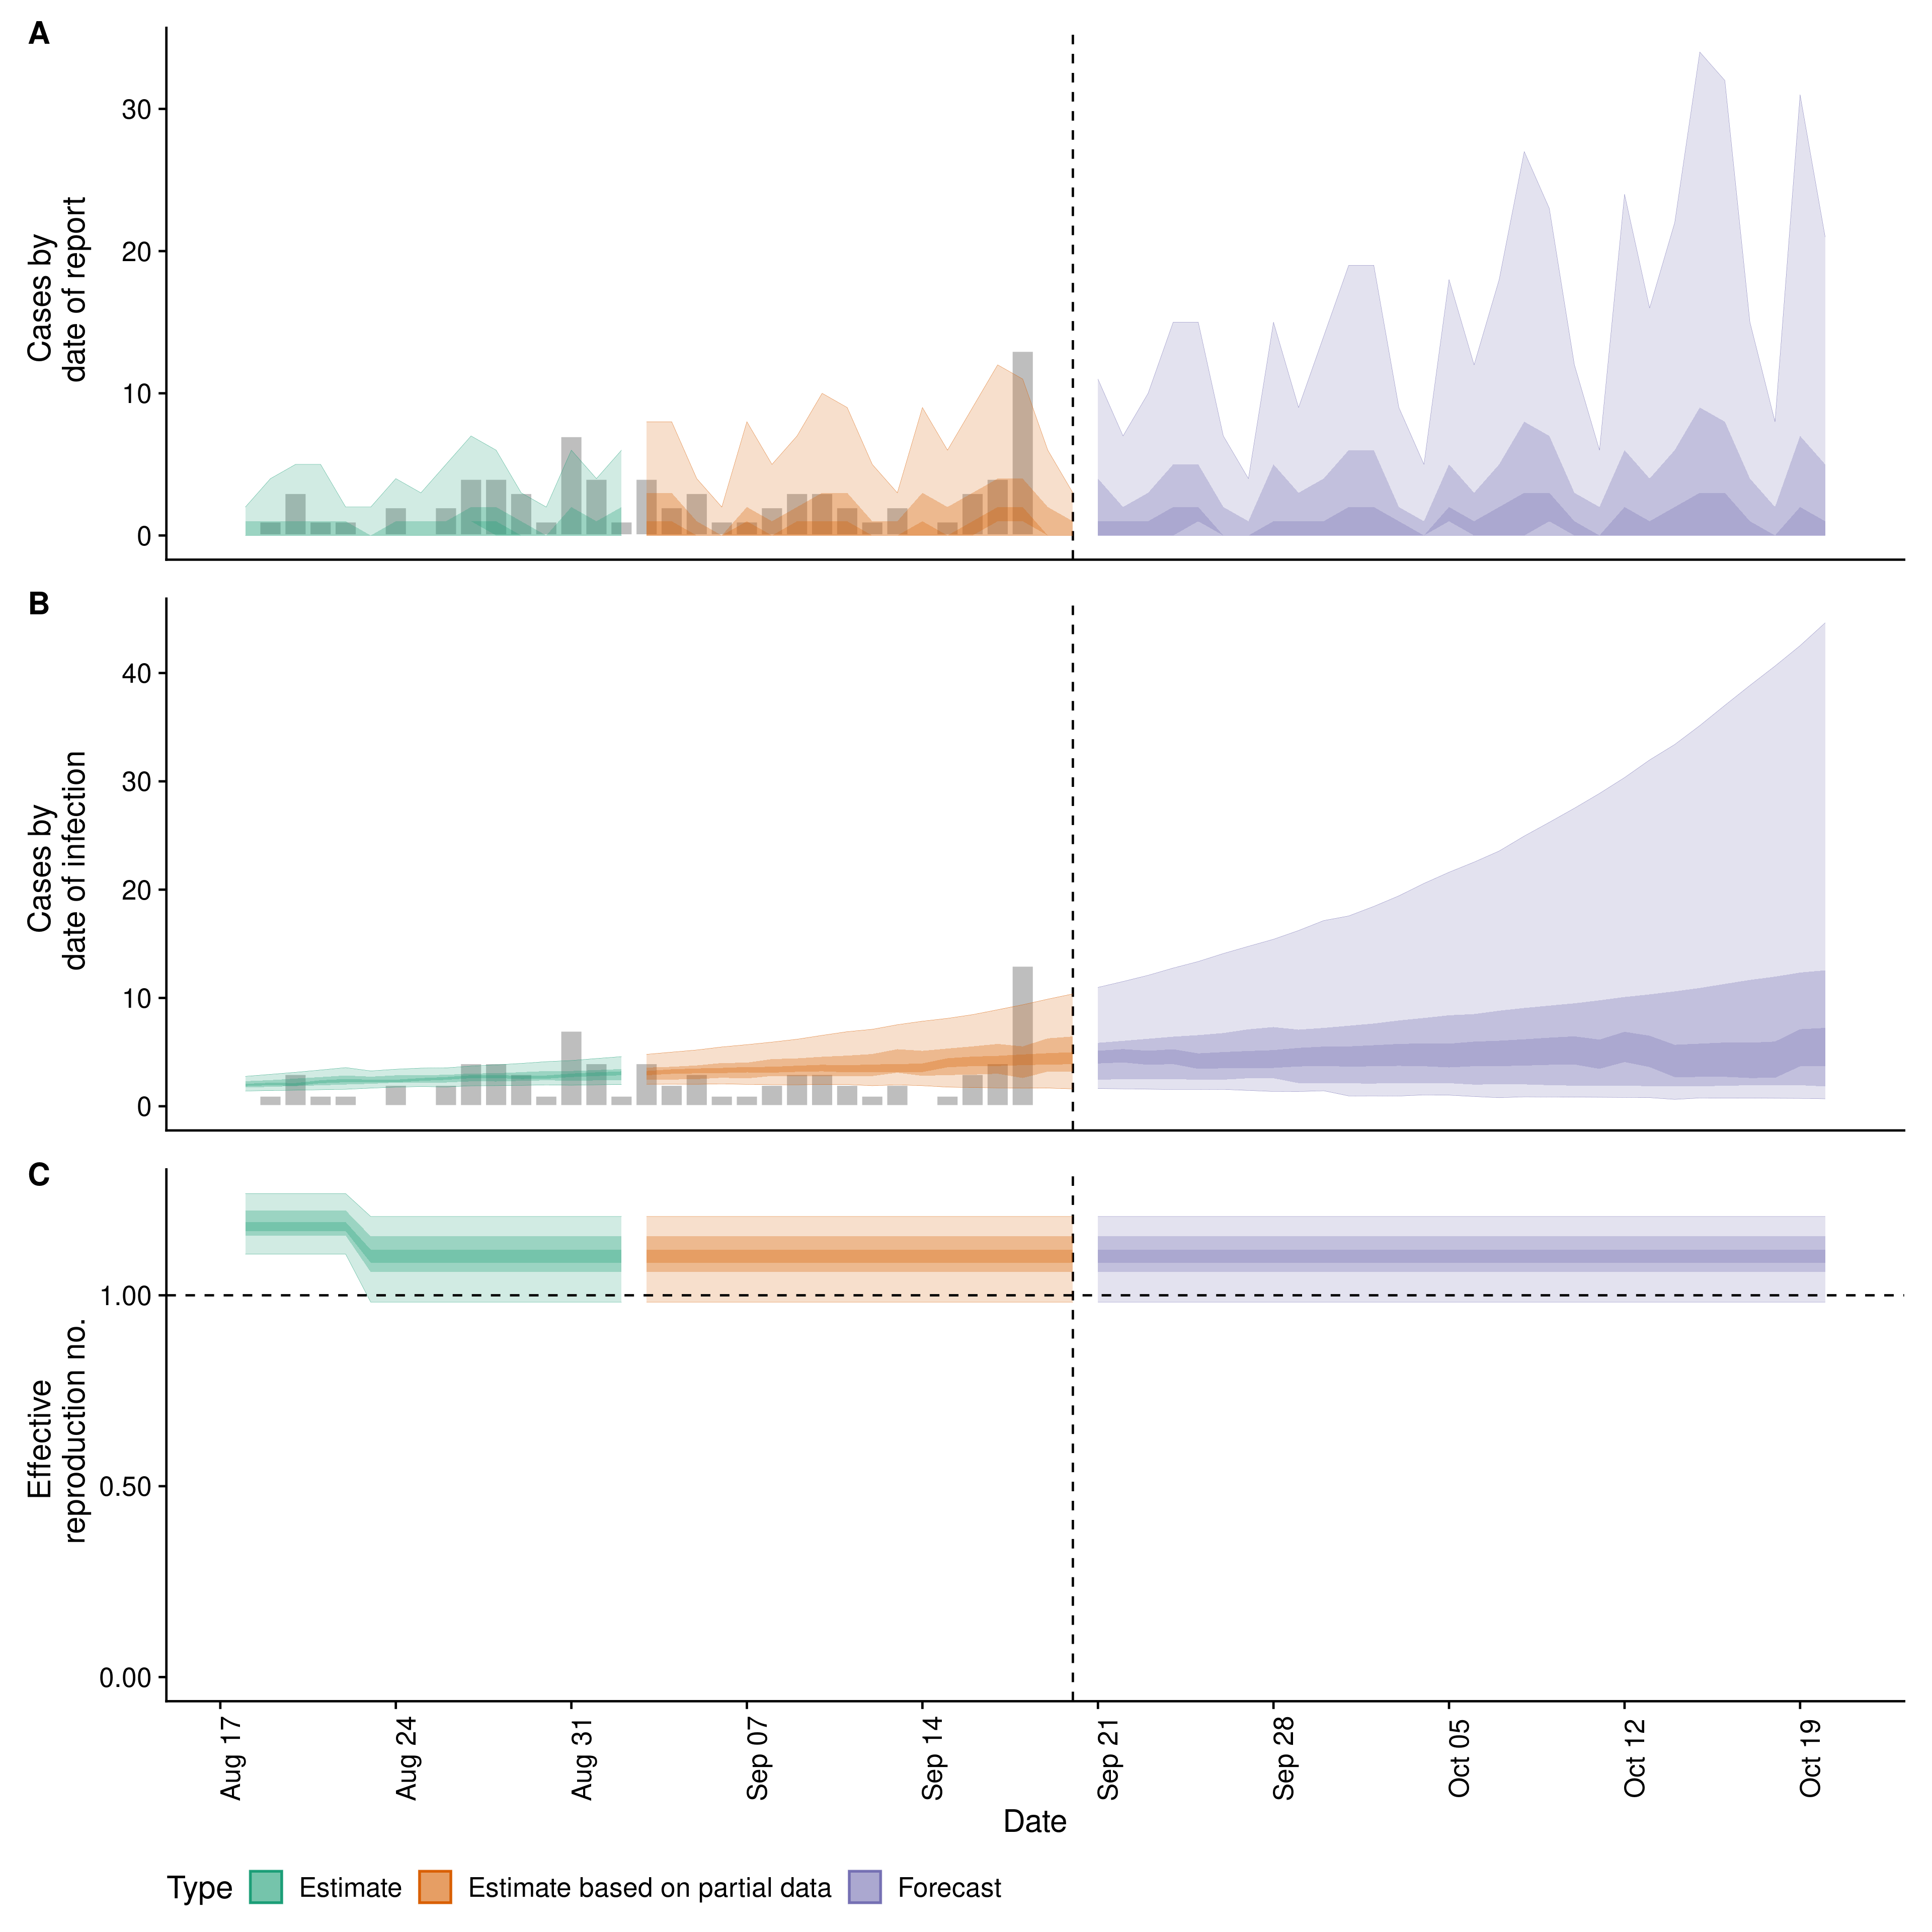 A
Cases by
date of report
30
20
10
0
B
Cases by
date of infection
40
30
20
10
0
C
Effective
reproduction no.
1.00
0.50
0.00
Aug 17
Aug 24
Aug 31
Sep 07
Sep 14
Sep 21
Sep 28
Oct 05
Oct 12
Oct 19
Date
Type Estimate Estimate based on partial data Forecast